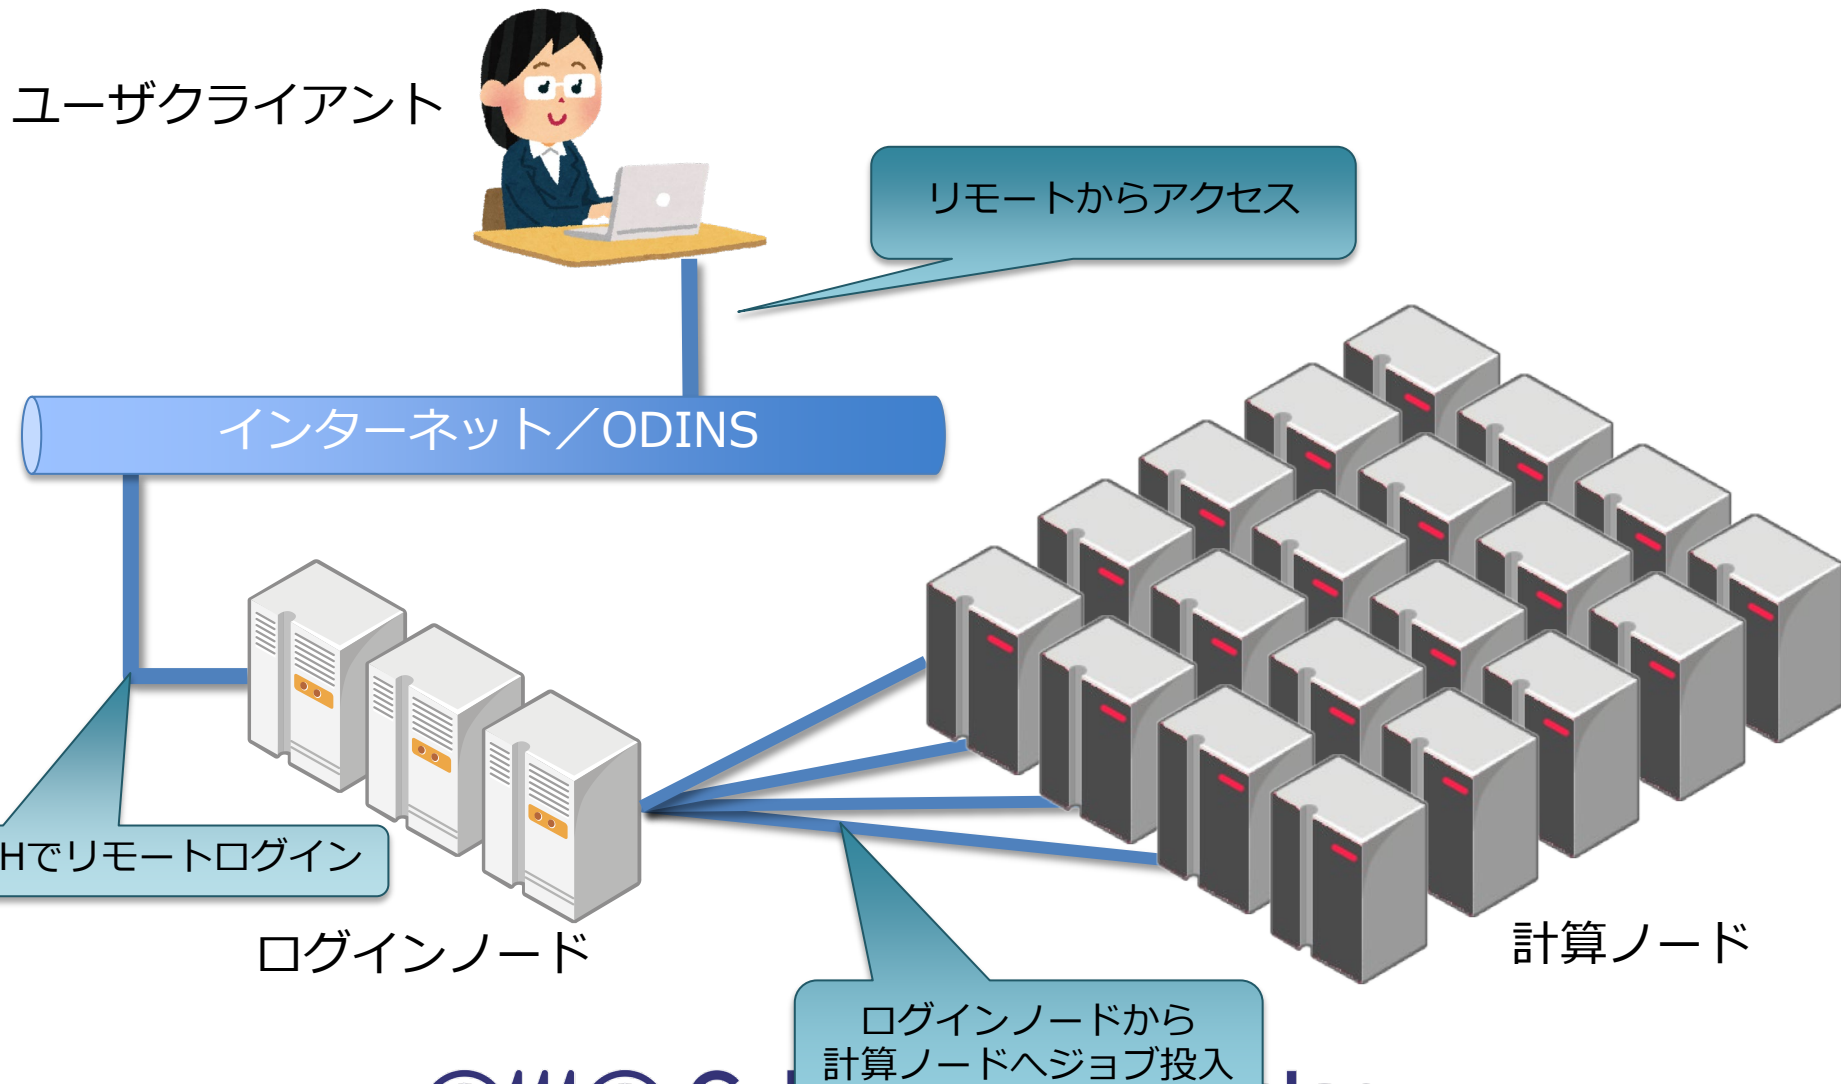 ユーザクライアント
リモートからアクセス
インターネット／ODINS
Hでリモートログイン
ログインノード
計算ノード
ログインノードから
計算ノードへジョブ投入